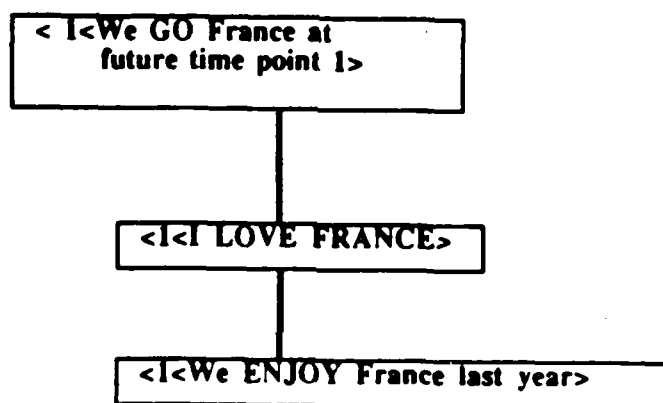 < I<We GO France at
future time point 1>
<I<I LOVE FRANCE>
<I<We ENJOY France last year>